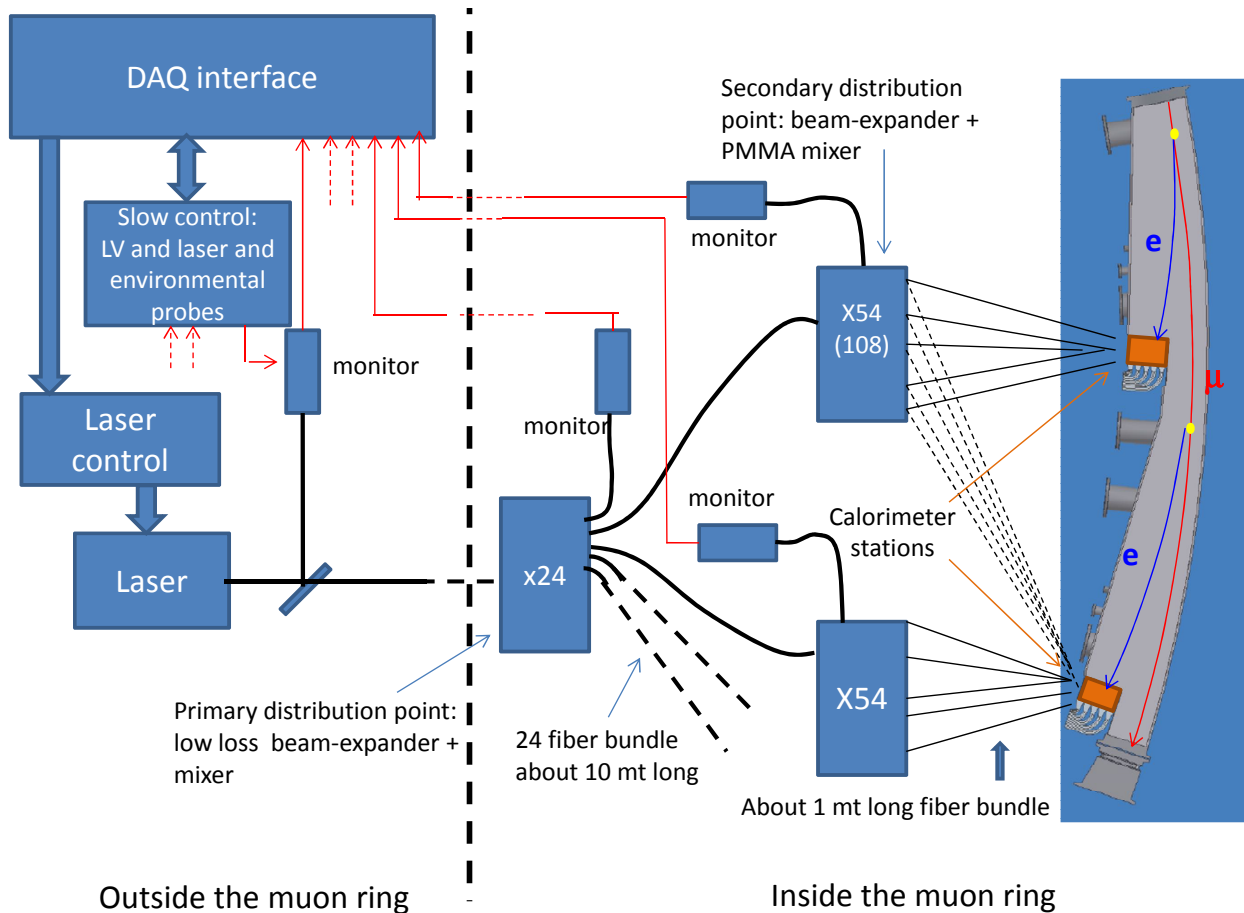 DAQ interface
Slow control:
LV and laser and
environmental
probes
monitor
Laser
control
Laser
Primary distribution point:
low loss  beam-expander +
mixer
Outside the muon ring
monitor
x24
24 fiber bundle
about 10 mt long
Secondary distribution
point: beam-expander +
PMMA mixer
monitor
X54
(108)
monitor
X54
Calorimeter
stations
About 1 mt long fiber bundle
e
μ
e
Inside the muon ring